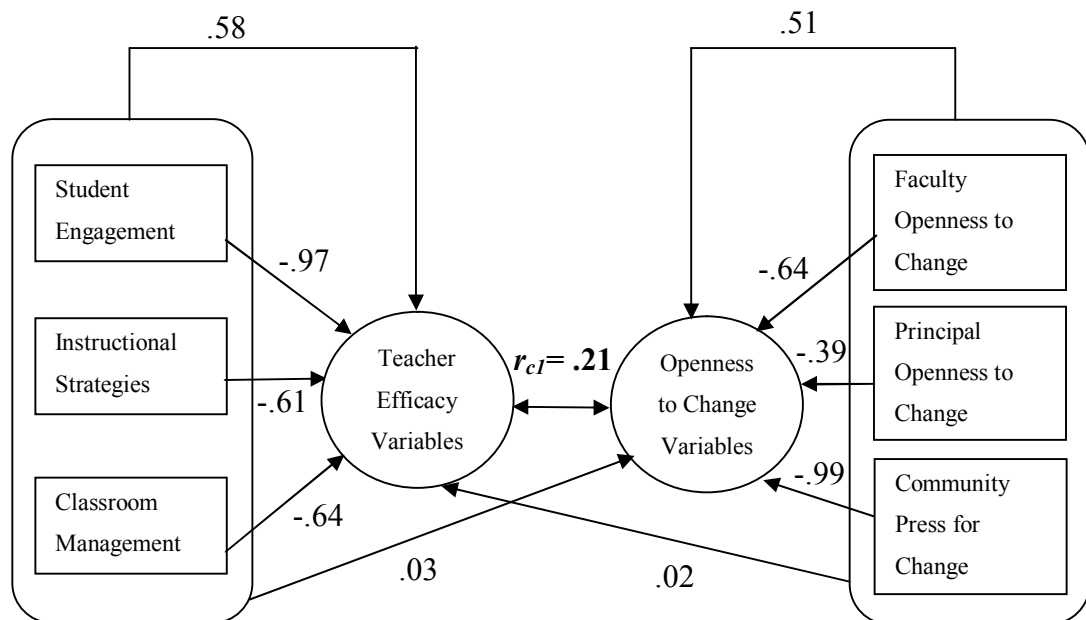 .58
.51
Student
Engagement
Instructional
Strategies
Classroom
Management
-.97
-.61
-.64
Teacher
Efficacy
Variables
rc1= .21
Openness
to Change
Variables
-.64
-.39
-.99
Faculty
Openness to
Change
Principal
Openness to
Change
Community
Press for
Change
.03
.02